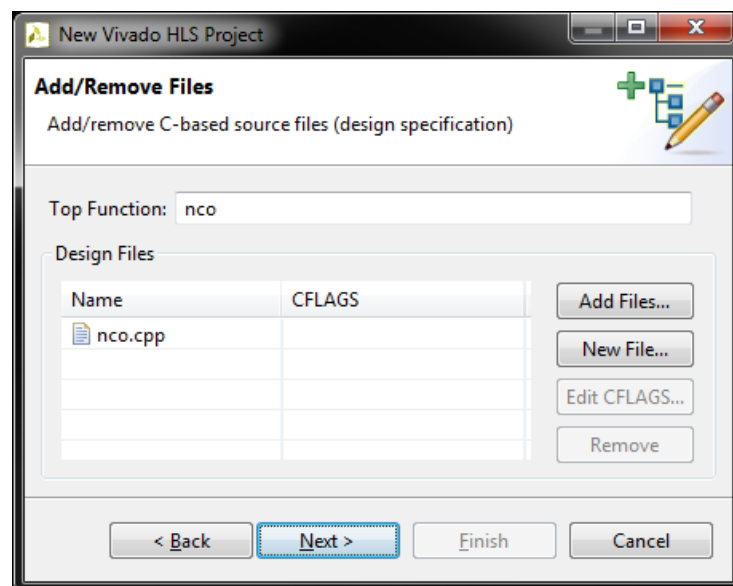 New Vivado HLS Project
Add/Remove Files
Add/remove C-based source files (design specification)
Top Function: nco
Design Files
Name CFLAGS
nco.cpp
Add Files...
New File...
Edit CFLAGS...
Remove
< Back Next > Finish Cancel